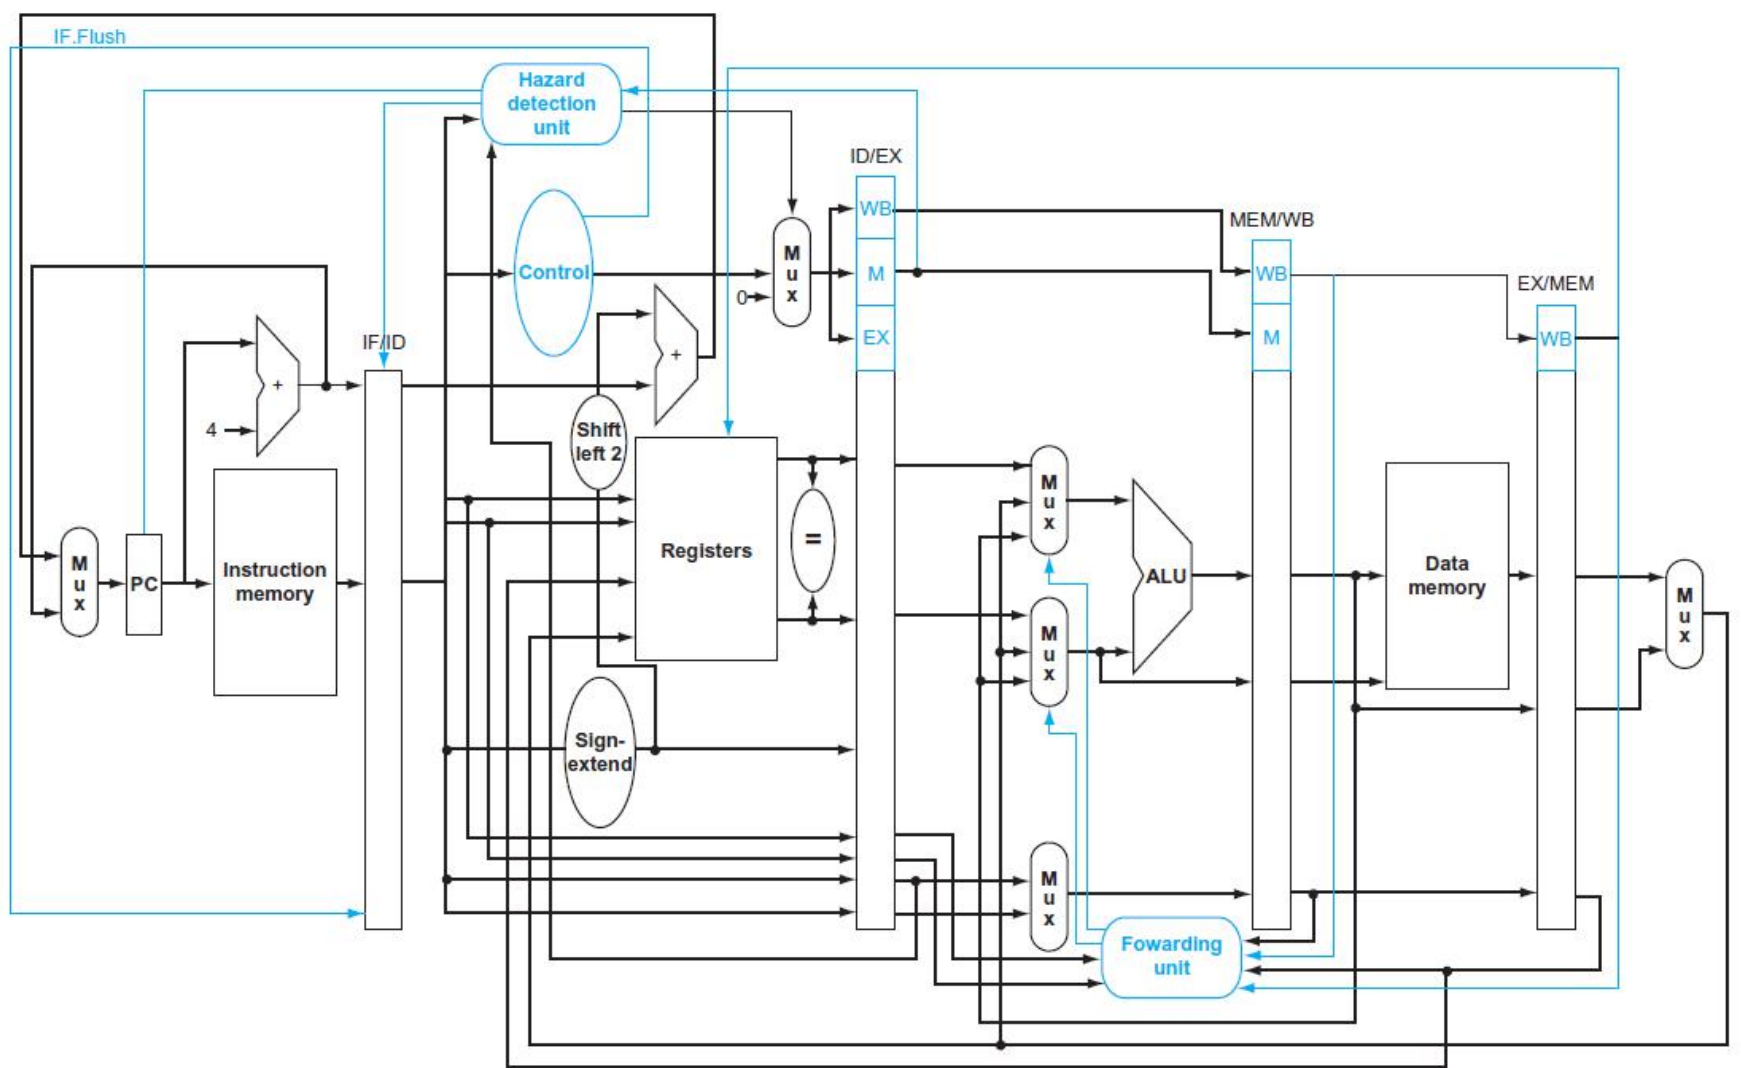 IF.Flush
Hazard
detection
unit
ID/EX
WB
M
EX
MEM/WB
WB
M
EX/MEM
WB
Control
M
u
x
0
+
IF/ID
+
4
Shift
left 2
M
u
x
PC
Instruction
memory
Registers
=
M
u
x
M
u
x
ALU
Data
memory
M
u
x
Sign-
extend
M
u
x
Fowarding
unit